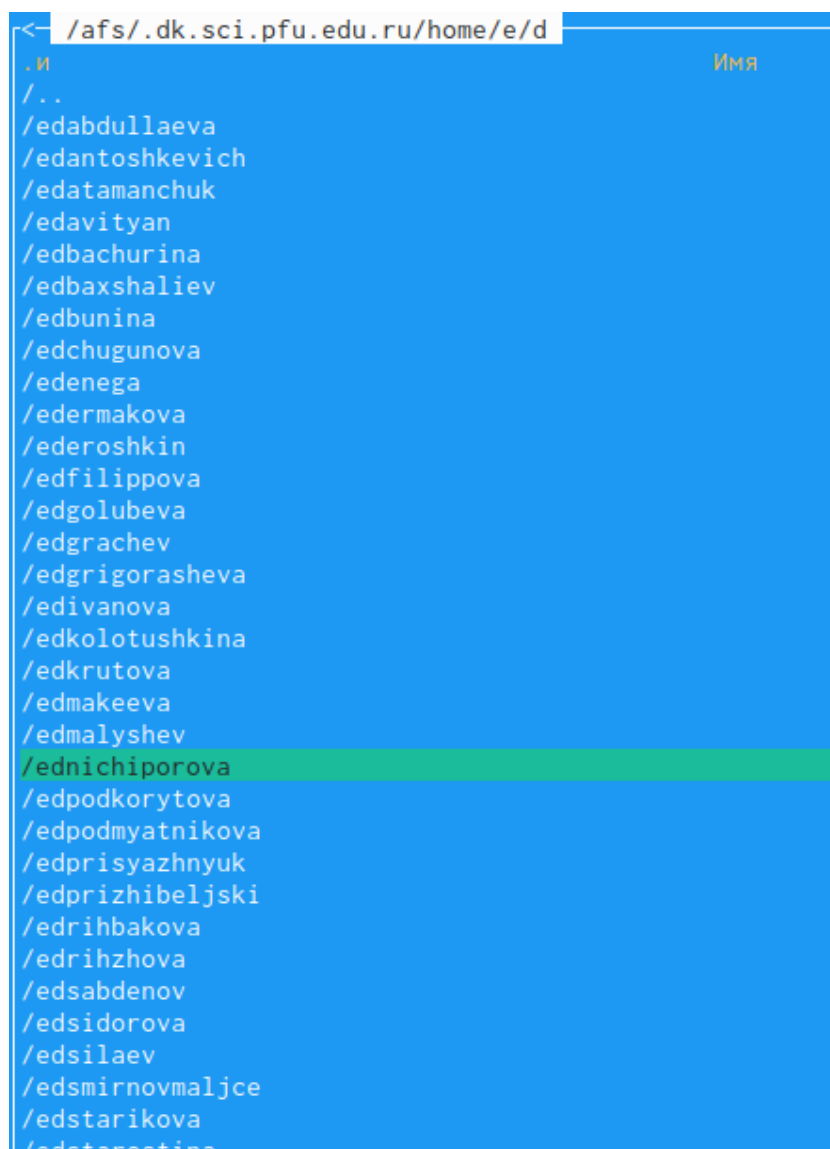 <- /afs/.dk.sci.pfu.edu.ru/home/e/d
.и Имя
/..
/edabdullaeva
/edantoshkevich
/edatamanchuk
/edavityan
/edbachurina
/edbaxshaliev
/edbunina
/edchugunova
/edenega
/edermakova
/ederoshkin
/edfilippova
/edgolubeva
/edgrachev
/edgrigorasheva
/edivanova
/edkolotushkina
/edkrutova
/edmakeeva
/edmalyshev
/ednichiporova
/edpodkorytova
/edpodmyatnikova
/edprisyazhnyuk
/edprizhibeljski
/edrihbakova
/edrihzhova
/edsabdenov
/edsidorova
/edsilaev
/edsmirnovmaljce
/edstarikova